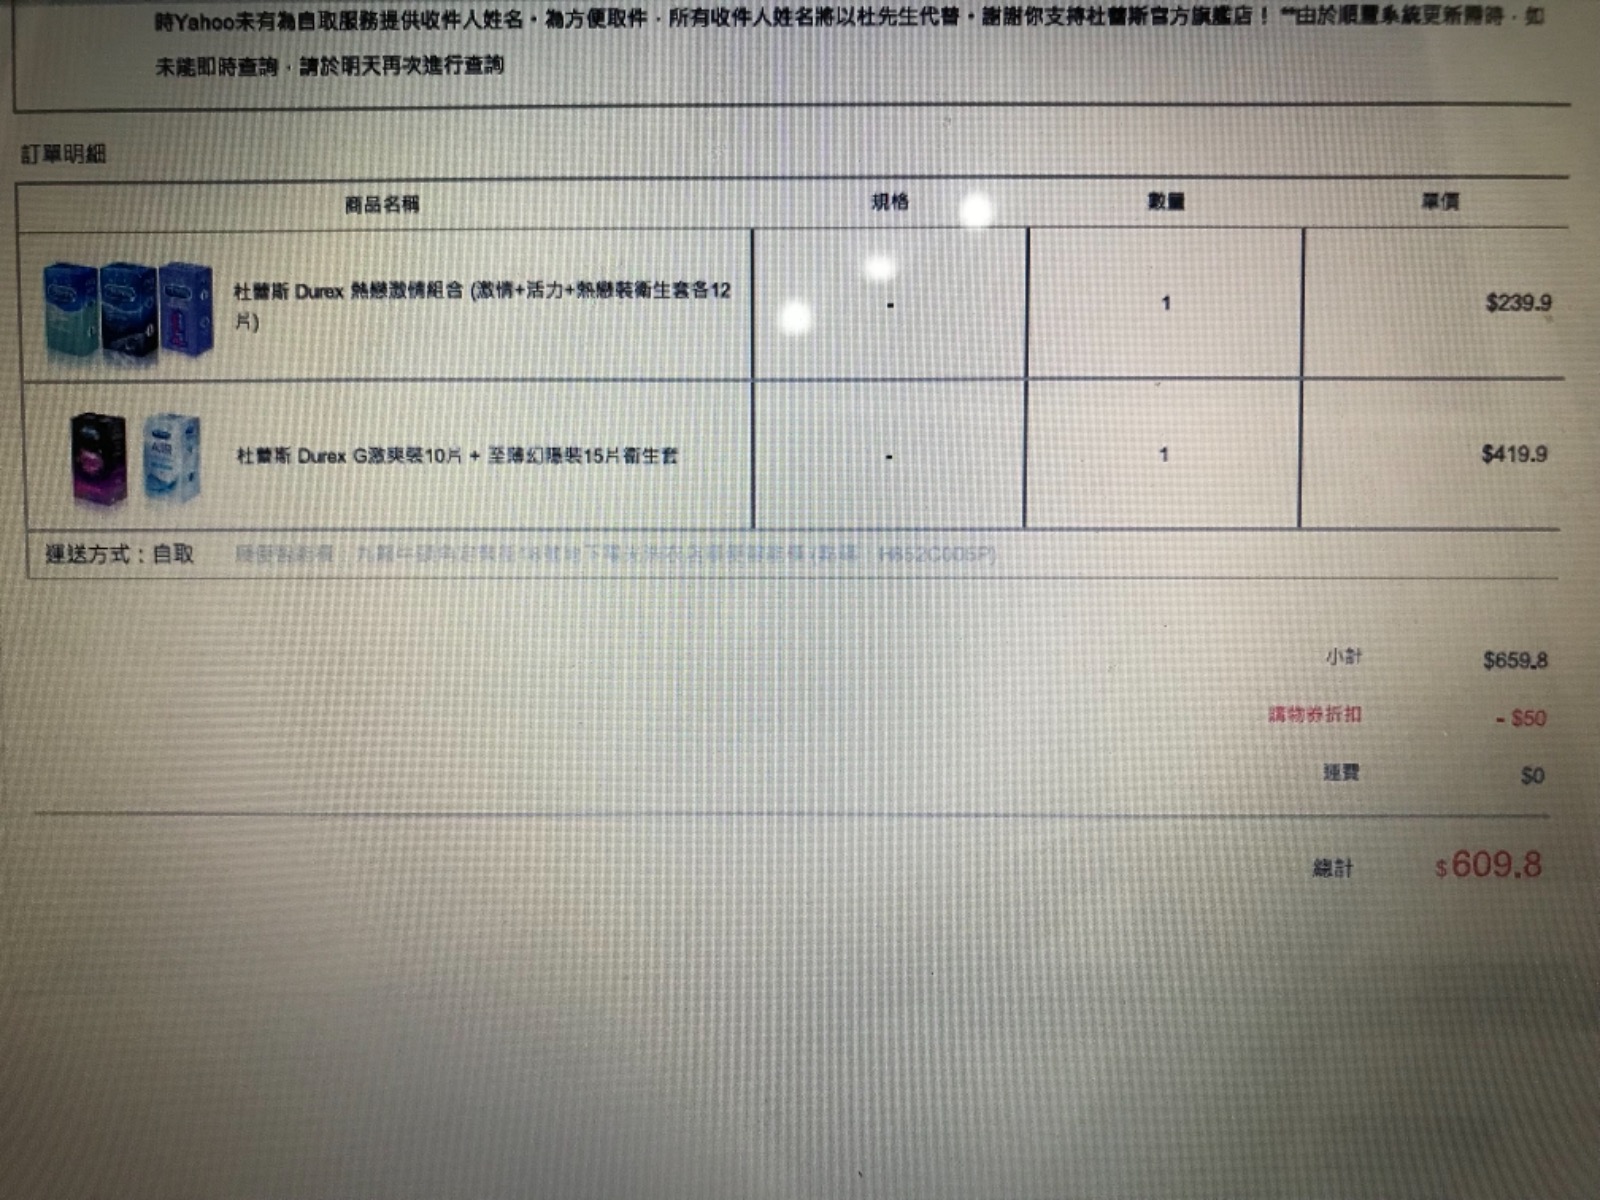 時Yahoo未有為自取服務提供收件人姓名，為方便取件，所有收件人姓名將以杜先生代替。謝謝你支持杜蕾斯官方旗艦店！ **由於順豐系統更新需時，如
未能即時查詢，請於明天再次進行查詢
訂單明細
商品名稱 規格 數量 單價
杜蕾斯 Durex 熱戀激情組合 (激情+活力+熱戀裝衛生套各12 - 1 $239.9
片)
杜蕾斯 Durex G激爽裝10片 + 至薄幻隱裝15片衛生套 - 1 $419.9
運送方式：自取
小計 $659.8
購物券折扣 - $50
運費 $0
總計 $609.8